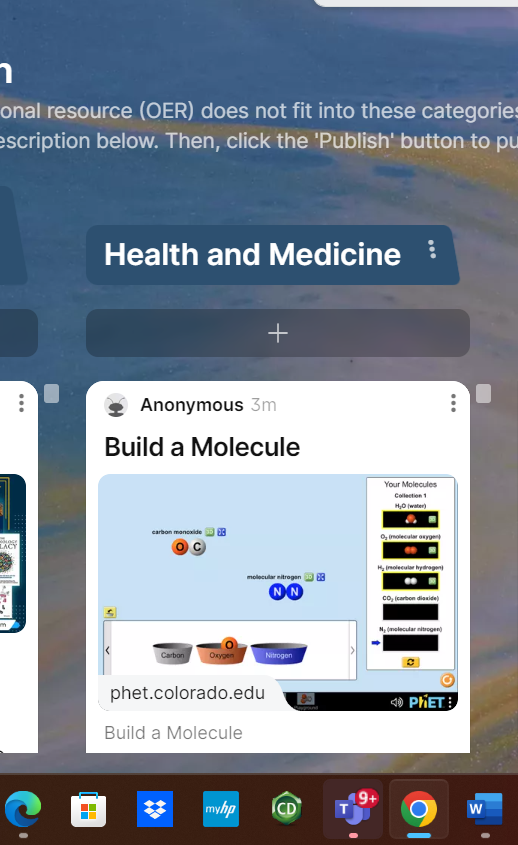 n
onal resource (OER) does not fit into these categories
escription below. Then, click the 'Publish' button to pu
Health and Medicine
Anonymous 3m
Build a Molecule
Your Molecules
Collection 1
H₂O (water)
O₂ (molecular oxygen)
H₂ (molecular hydrogen)
CO₂ (carbon dioxide)
N₂ (molecular nitrogen)
carbon monoxide
O C
molecular nitrogen
N N
O
Carbon
Oxygen
Nitrogen
phet.colorado.edu
Playground
PhET
Build a Molecule
myhp
CD
T
9+
W